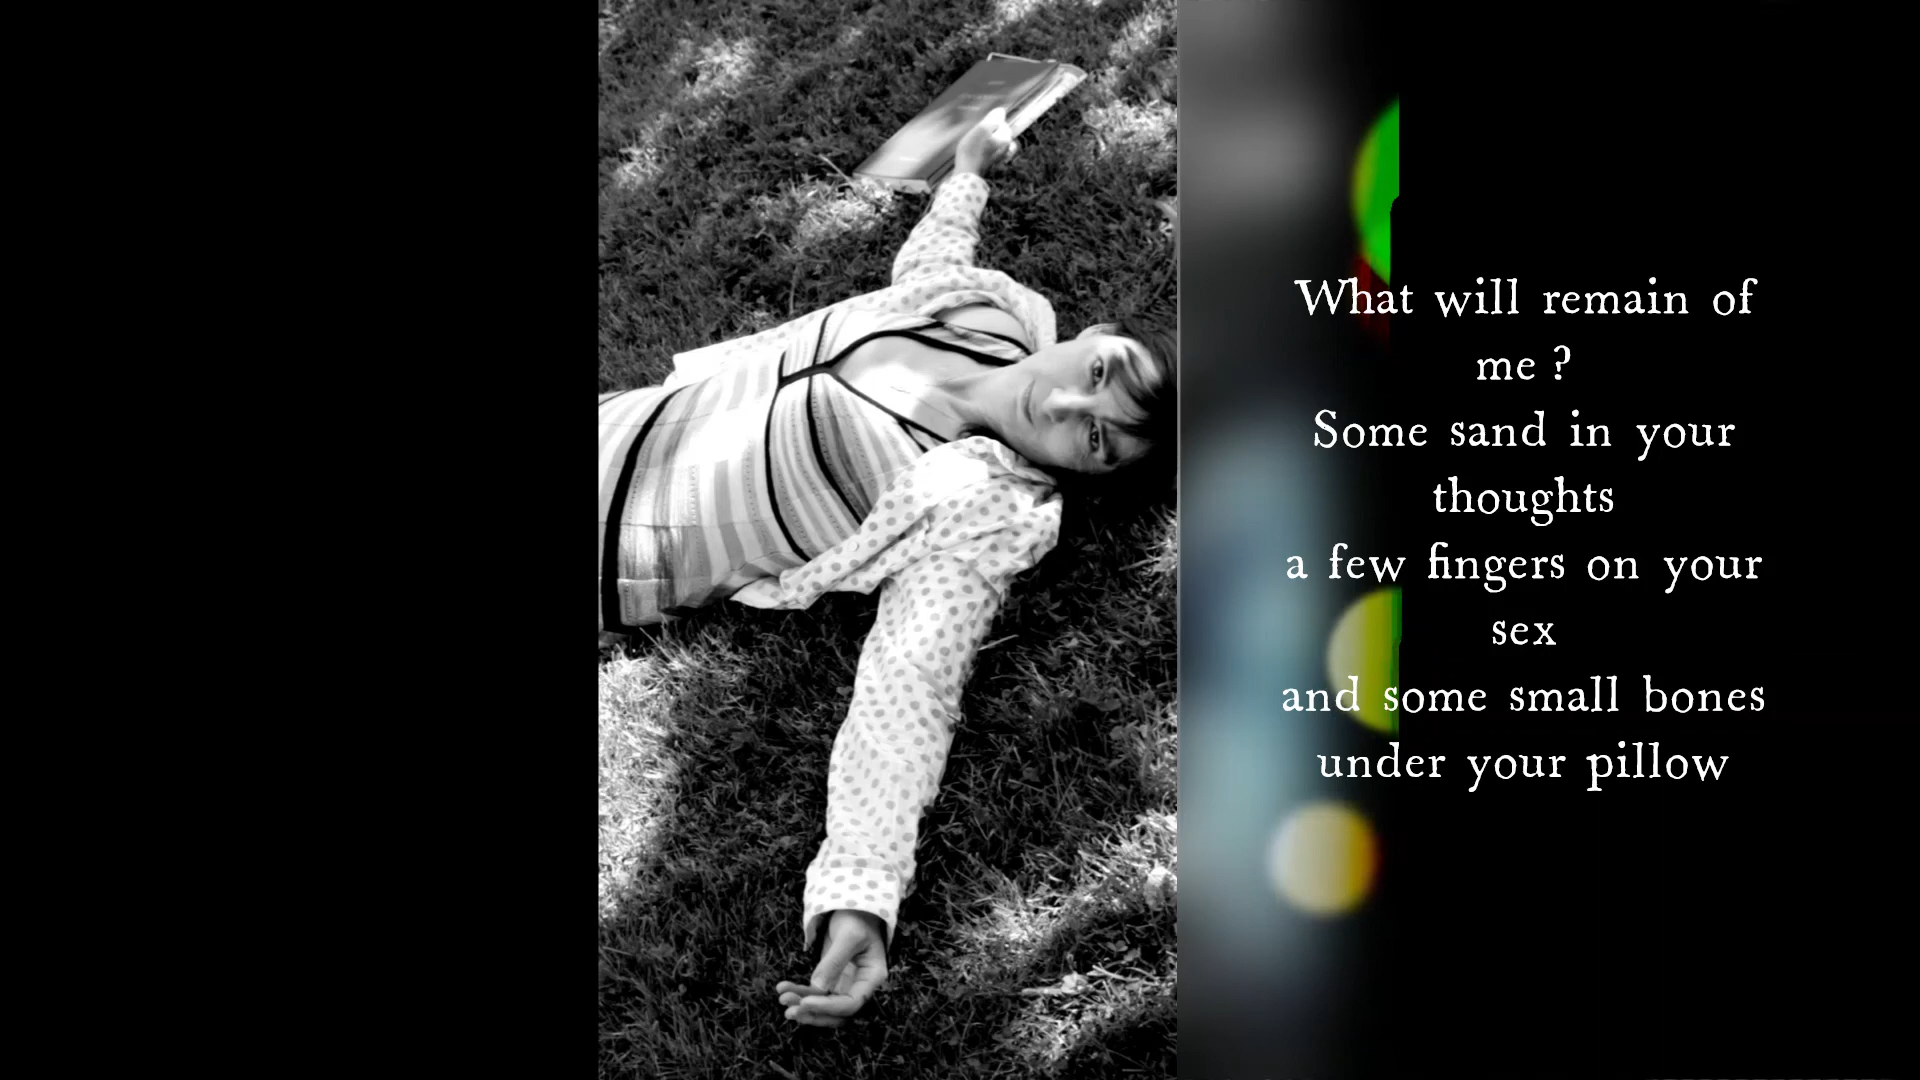 What will remain of
me ?
Some sand in your
thoughts
a few fingers on your
sex
and some small bones
under your pillow